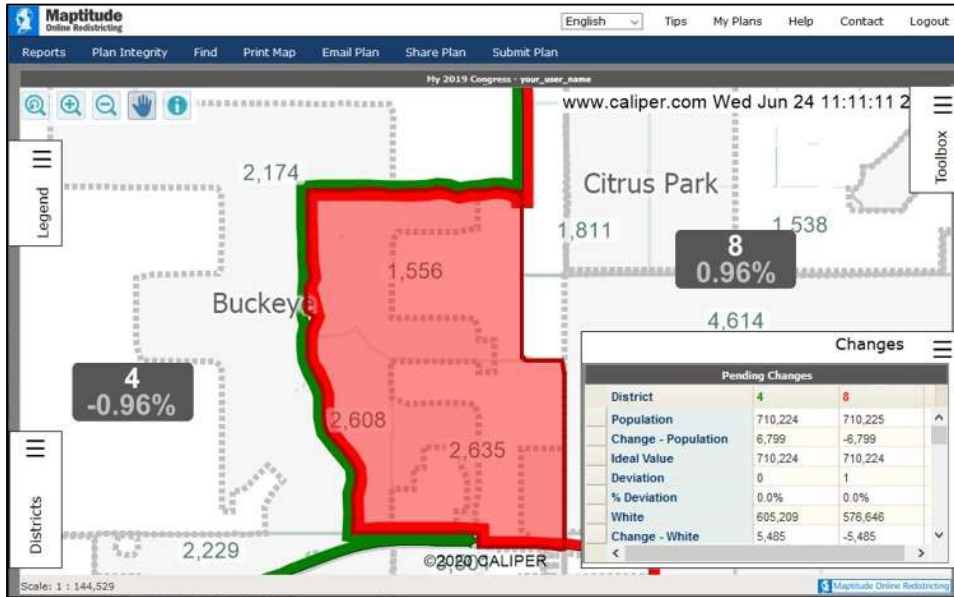 Maptitude
Online Redistricting
English Tips My Plans Help Contact Logout
Reports Plan Integrity Find Print Map Email Plan Share Plan Submit Plan
My 2019 Congress - your_user_name
www.caliper.com Wed Jun 24 11:11:11 2
Toolbox
Legend
2,174
Citrus Park
1,811
1,538
8
0.96%
1,556
Buckeye
4,614
4
-0.96%
2,608
2,635
Changes
Pending Changes
District 4 8
Population 710,224 710,225
Change - Population 6,799 -6,799
Ideal Value 710,224 710,224
Deviation 0 1
% Deviation 0.0% 0.0%
White 605,209 576,646
Change - White 5,485 -5,485
Districts
2,229
©2020 CALIPER
Scale: 1 : 144,529
Maptitude Online Redistricting